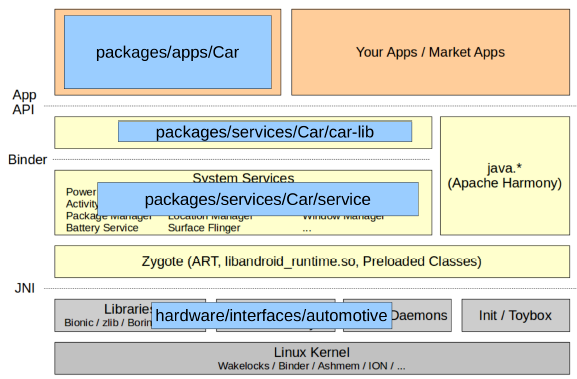 packages/apps/Car
Your Apps / Market Apps
App
API
packages/services/Car/car-lib
Binder
java.*
(Apache Harmony)
System Services
Power
Activity
packages/services/Car/service
Package Manager Location Manager Window Manager
Battery Service Surface Flinger ...
Zygote (ART, libandroid_runtime.so, Preloaded Classes)
JNI
Libraries
Bionic / zlib /
hardware/interfaces/automotive
Daemons
Init / Toybox
Linux Kernel
Wakelocks / Binder / Ashmem / ION / ...